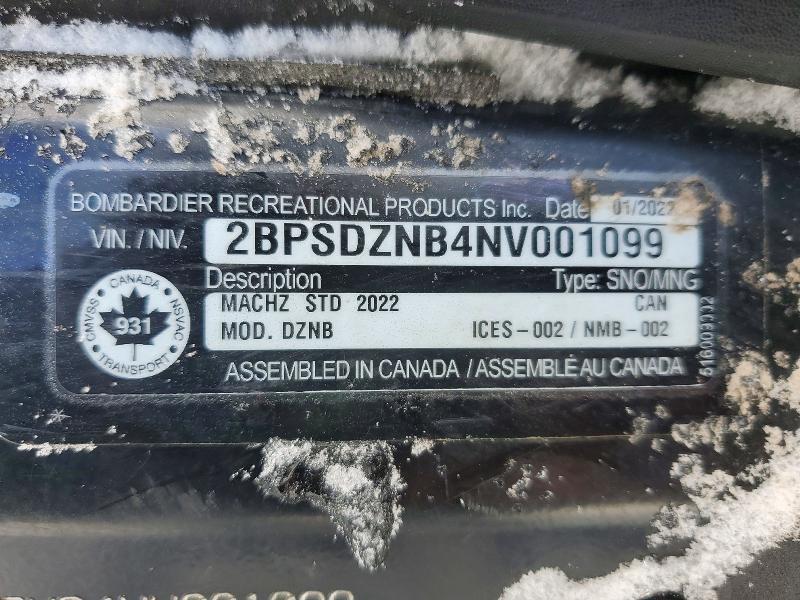 BOMBARDIER RECREATIONAL PRODUCTS Inc. Date 01/2022
VIN. / NIV. 2BPSDZNB4NV001099
Description Type: SNO/MNG
MACHZ STD 2022 CAN
MOD. DZNB ICES-002 / NMB-002
ASSEMBLED IN CANADA / ASSEMBLÉ AU CANADA
CANADA
CMVSS
931
NSVAC
TRANSPORT